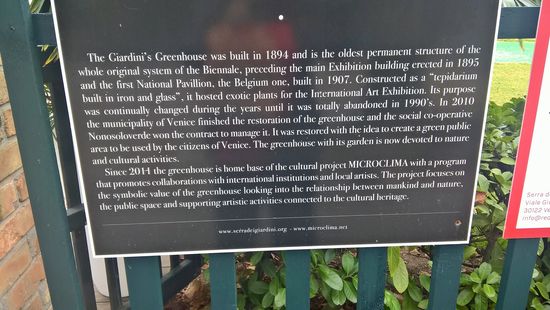 The Giardini's Greenhouse was built in 1894 and is the oldest permanent structure of the
whole original system of the Biennale, preceding the main Exhibition building erected in 1895
and the first National Pavillion, the Belgium one, built in 1907. Constructed as a "tepidarium
built in iron and glass", it hosted exotic plants for the International Art Exhibition. Its purpose
was continually changed during the years until it was totally abandoned in 1990's. In 2010
the municipality of Venice finished the restoration of the greenhouse and the social co-operative
Nonosoloverde won the contract to manage it. It was restored with the idea to create a green public
area to be used by the citizens of Venice. The greenhouse with its garden is now devoted to nature
and cultural activities.
Since 2014 the greenhouse is home base of the cultural project MICROCLIMA with a program
that promotes collaborations with international institutions and local artists. The project focuses on
the symbolic value of the greenhouse looking into the relationship between mankind and nature,
the public space and supporting artistic activities connected to the cultural heritage.
www.serradeigiardini.org - www.microclima.net
Serra d
Viale Gi
30122 Ve
info@